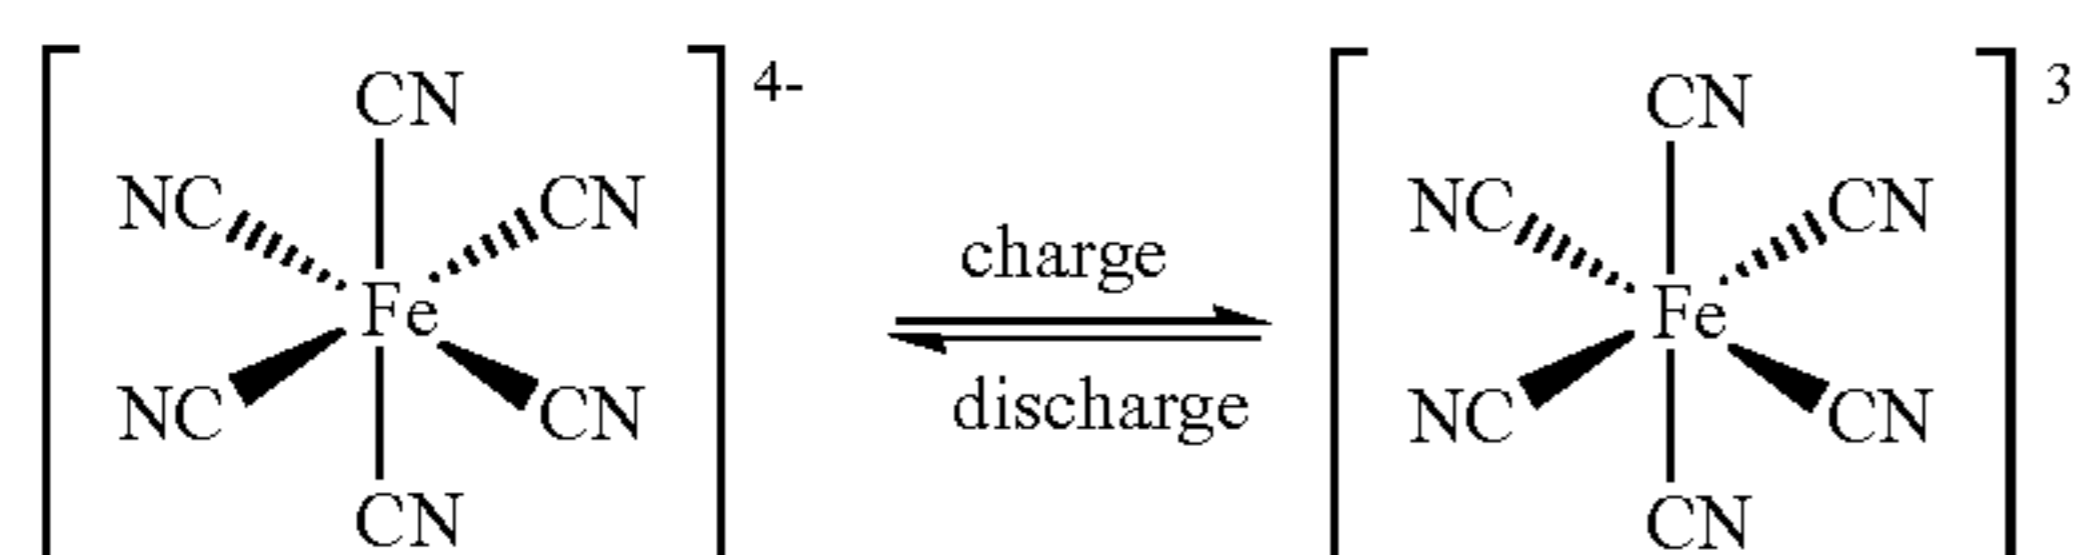 CN 4- CN 3
NC CN NC CN
charge
Fe Fe
discharge
NC CN NC CN
CN CN